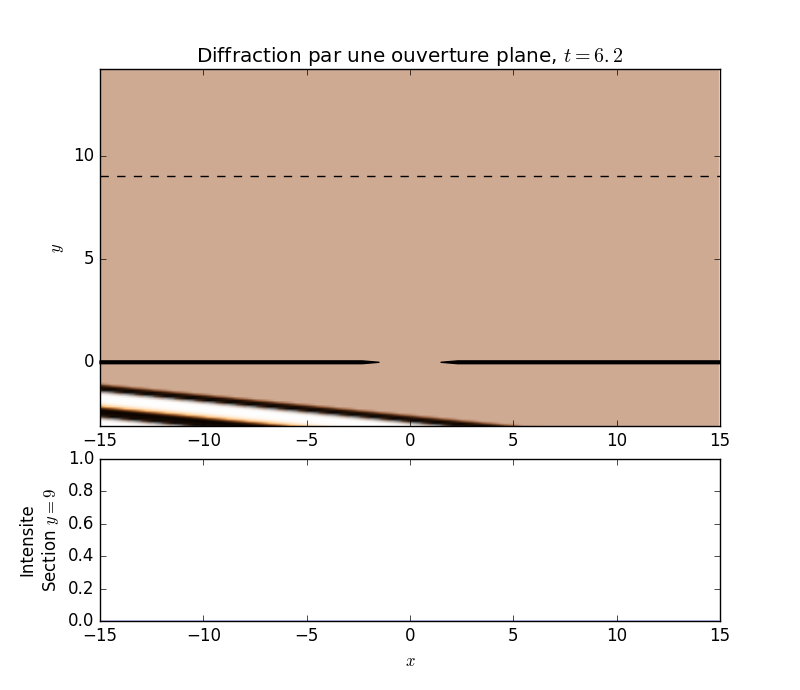 Diffraction par une ouverture plane, t = 6.2
10
5
0
y
−15 −10 −5 0 5 10 15
1.0
0.8
0.6
0.4
0.2
0.0
Intensite
Section y = 9
−15 −10 −5 0 5 10 15
x